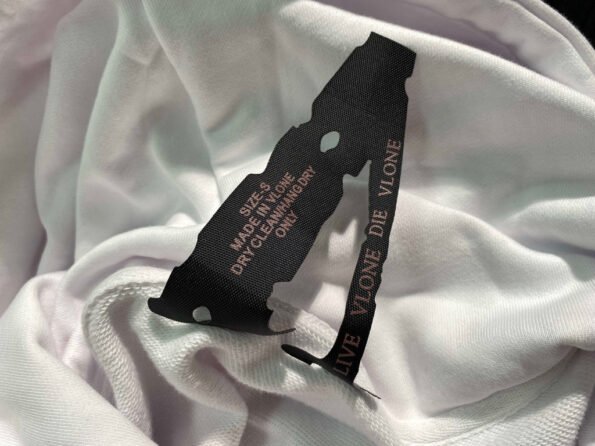 SIZE-S
MADE IN VLONE
DRY CLEAN/HANG DRY
ONLY
LIVE VLONE DIE VLONE